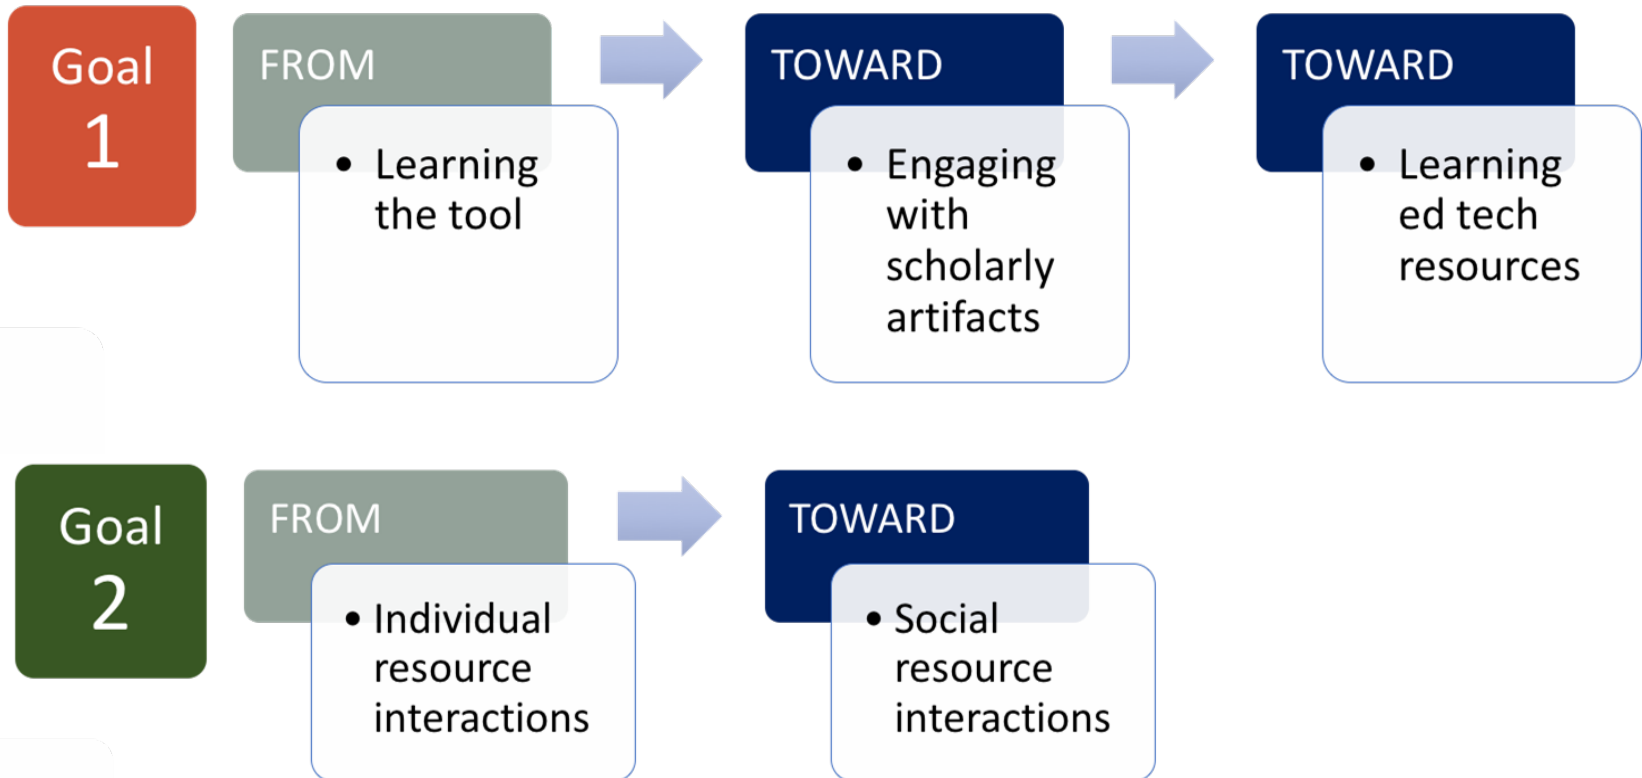 Goal
1
FROM
• Learning
the tool
TOWARD
• Engaging
with
scholarly
artifacts
TOWARD
• Learning
ed tech
resources
Goal
2
FROM
• Individual
resource
interactions
TOWARD
• Social
resource
interactions